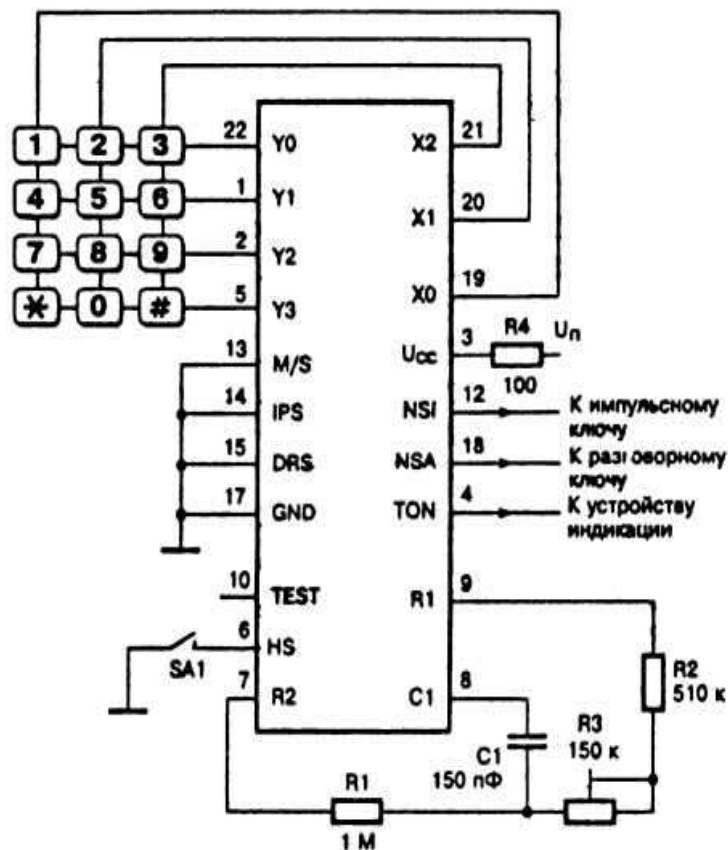 1 2 3 22 Y0 X2 21
4 5 6 1 Y1 X1 20
7 8 9 2 Y2 X0 19
* 0 # 5 Y3
13 M/S Ucc 3 R4 Uп
100
14 IPS NSI 12 К импульсному
ключу
15 DRS NSA 18 К разговорному
ключу
17 GND TON 4 К устройству
индикации
10 TEST R1 9
6 HS
SA1
7 R2 C1 8
R2
510 к
R3
150 к
C1
150 пФ
R1
1 М